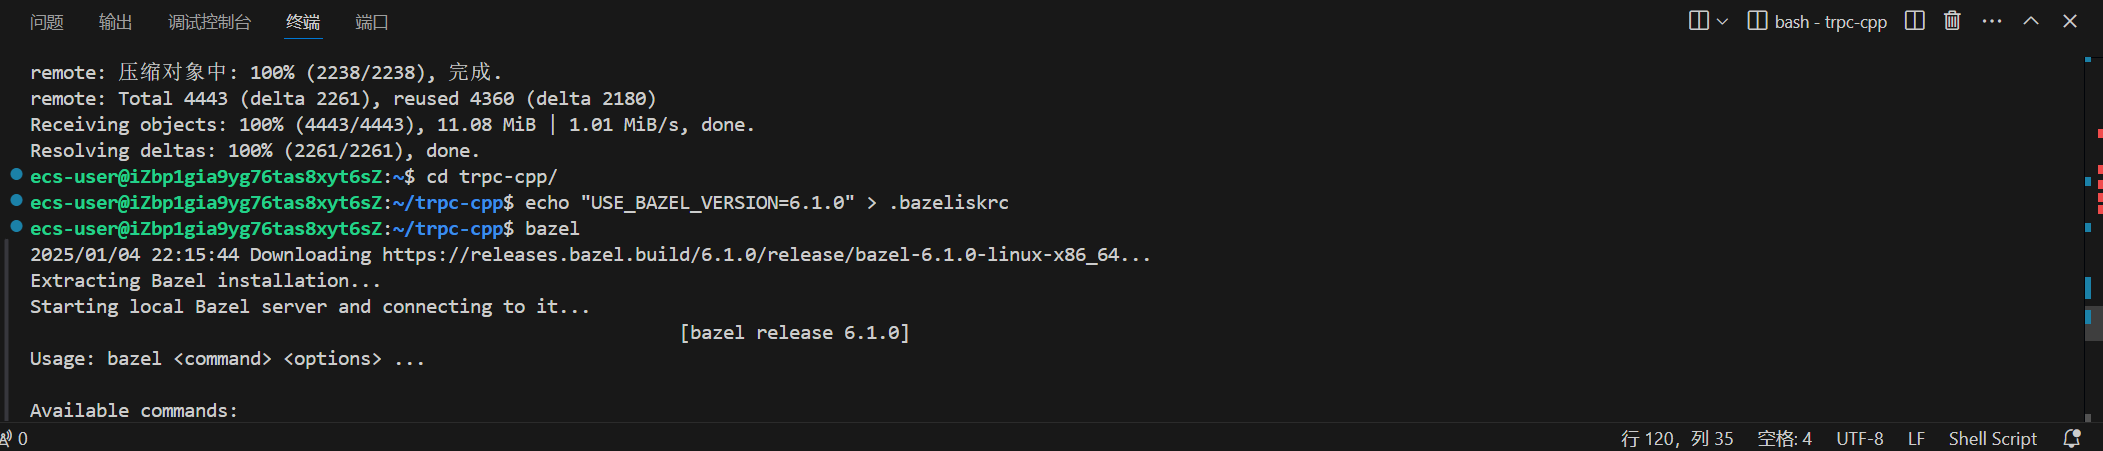 问题 输出 调试控制台 终端 端口 bash - trpc-cpp
remote: 压缩对象中: 100% (2238/2238), 完成.
remote: Total 4443 (delta 2261), reused 4360 (delta 2180)
Receiving objects: 100% (4443/4443), 11.08 MiB | 1.01 MiB/s, done.
Resolving deltas: 100% (2261/2261), done.
ecs-user@iZbp1gia9yg76tas8xyt6sZ:~$ cd trpc-cpp/
ecs-user@iZbp1gia9yg76tas8xyt6sZ:~/trpc-cpp$ echo "USE_BAZEL_VERSION=6.1.0" > .bazeliskrc
ecs-user@iZbp1gia9yg76tas8xyt6sZ:~/trpc-cpp$ bazel
2025/01/04 22:15:44 Downloading https://releases.bazel.build/6.1.0/release/bazel-6.1.0-linux-x86_64...
Extracting Bazel installation...
Starting local Bazel server and connecting to it...
[bazel release 6.1.0]
Usage: bazel <command> <options> ...
Available commands:
0 行 120，列 35 空格: 4 UTF-8 LF Shell Script